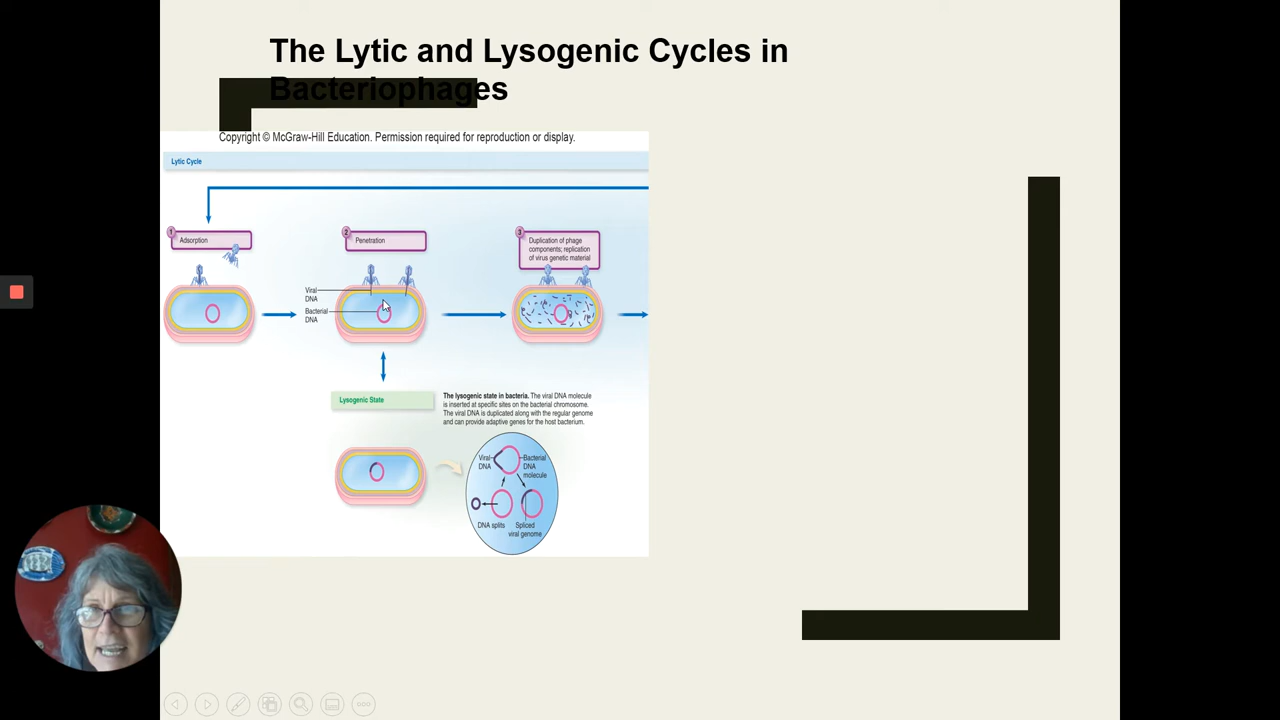 The Lytic and Lysogenic Cycles in
Bacteriophages
Copyright © McGraw-Hill Education. Permission required for reproduction or display.
Lytic Cycle
1
Adsorption
2
Penetration
3
Duplication of phage
components; replication
of virus genetic material
Viral
DNA
Bacterial
DNA
Lysogenic State
The lysogenic state in bacteria. The viral DNA molecule
is inserted at specific sites on the bacterial chromosome.
The viral DNA is duplicated along with the regular genome
and can provide adaptive genes for the host bacterium.
Viral
DNA
Bacterial
DNA
molecule
DNA splits
Spliced
viral genome